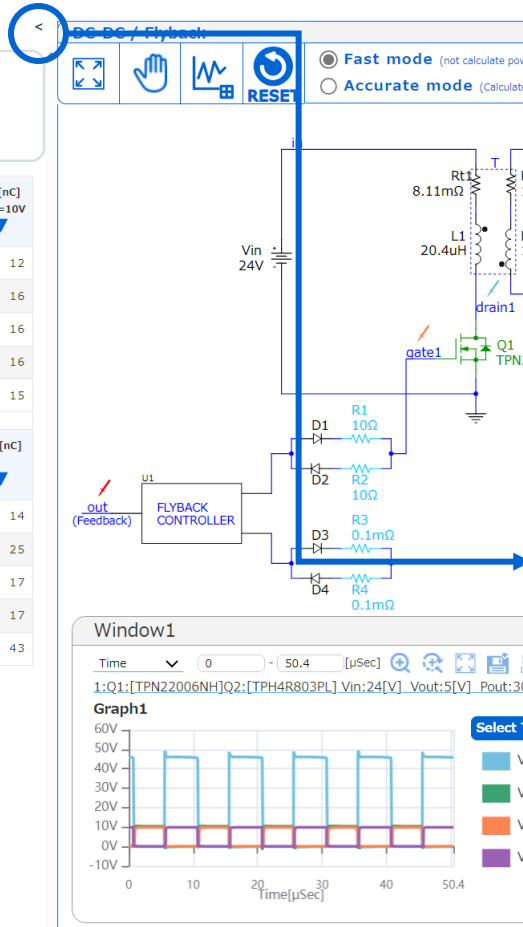 <
DC-DC / Flyback
RESET
Fast mode (not calculate pow
Accurate mode (Calculat
[nC]
=10V
12
16
16
16
15
[nC]
14
25
17
17
43
in
T
Rt1
8.11mΩ
L1
20.4uH
Vin
24V
drain1
gate1
Q1
TPN2
R1
10Ω
D1
D2
R2
10Ω
U1
out
(Feedback)
FLYBACK
CONTROLLER
R3
0.1mΩ
D3
D4
R4
0.1mΩ
Window1
Time 0 - 50.4 [μSec]
1:Q1:[TPN22006NH]Q2:[TPH4R803PL] Vin:24[V] Vout:5[V] Pout:30
Graph1
Select T
60V
50V
40V
30V
20V
10V
0V
-10V
V
V
V
V
0 10 20 30 40 50.4
Time[μSec]